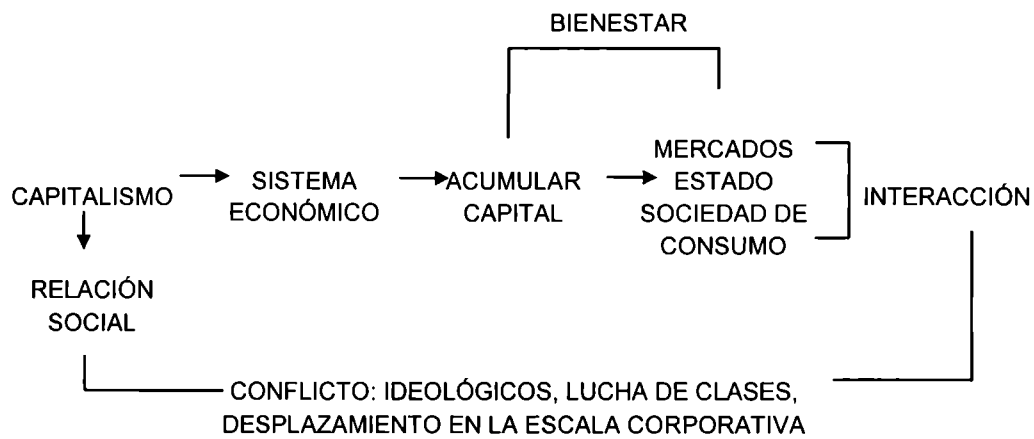 BIENESTAR
CAPITALISMO
SISTEMA
ECONÓMICO
ACUMULAR
CAPITAL
MERCADOS
ESTADO
SOCIEDAD DE
CONSUMO
INTERACCIÓN
RELACIÓN
SOCIAL
CONFLICTO: IDEOLÓGICOS, LUCHA DE CLASES,
DESPLAZAMIENTO EN LA ESCALA CORPORATIVA